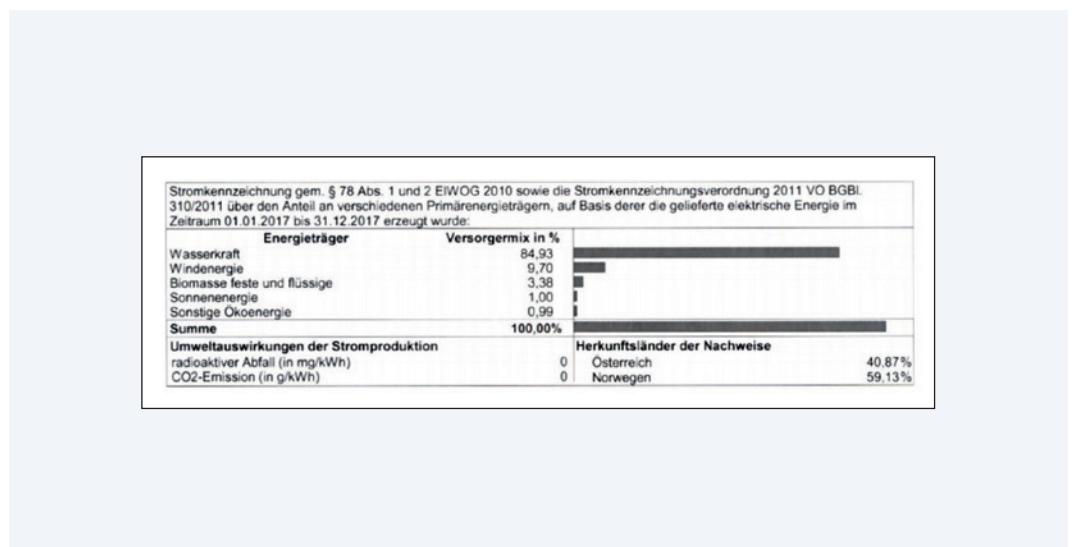 Stromkennzeichnung gem. § 78 Abs. 1 und 2 ElWOG 2010 sowie die Stromkennzeichnungsverordnung 2011 VO BGBl.
310/2011 über den Anteil an verschiedenen Primärenergieträgern, auf Basis derer die gelieferte elektrische Energie im
Zeitraum 01.01.2017 bis 31.12.2017 erzeugt wurde:
Energieträger Versorgermix in %
Wasserkraft 84,93
Windenergie 9,70
Biomasse feste und flüssige 3,38
Sonnenenergie 1,00
Sonstige Ökoenergie 0,99
Summe 100,00%
Umweltauswirkungen der Stromproduktion Herkunftsländer der Nachweise
radioaktiver Abfall (in mg/kWh) 0 Österreich 40,87%
CO2-Emission (in g/kWh) 0 Norwegen 59,13%